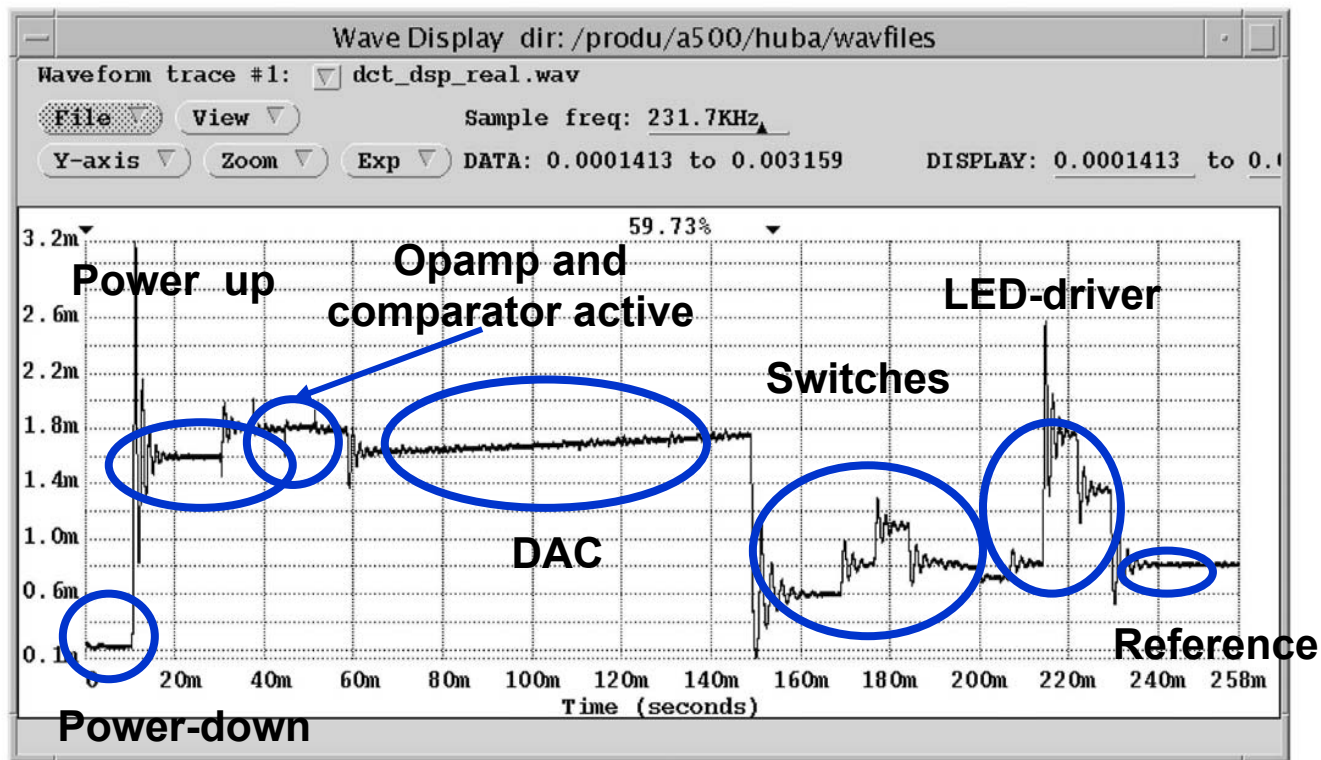 Wave Display dir: /produ/a500/huba/wavfiles
Waveform trace #1: dct_dsp_real.wav
File View Sample freq: 231.7KHz
Y-axis Zoom Exp DATA: 0.0001413 to 0.003159 DISPLAY: 0.0001413 to 0.
59.73%
3.2m
Power up
Opamp and
comparator active
LED-driver
2.6m
2.2m
Switches
1.8m
1.4m
1.0m
DAC
0.6m
Reference
0.1m
0 20m 40m 60m 80m 100m 120m 140m 160m 180m 200m 220m 240m 258m
Time (seconds)
Power-down